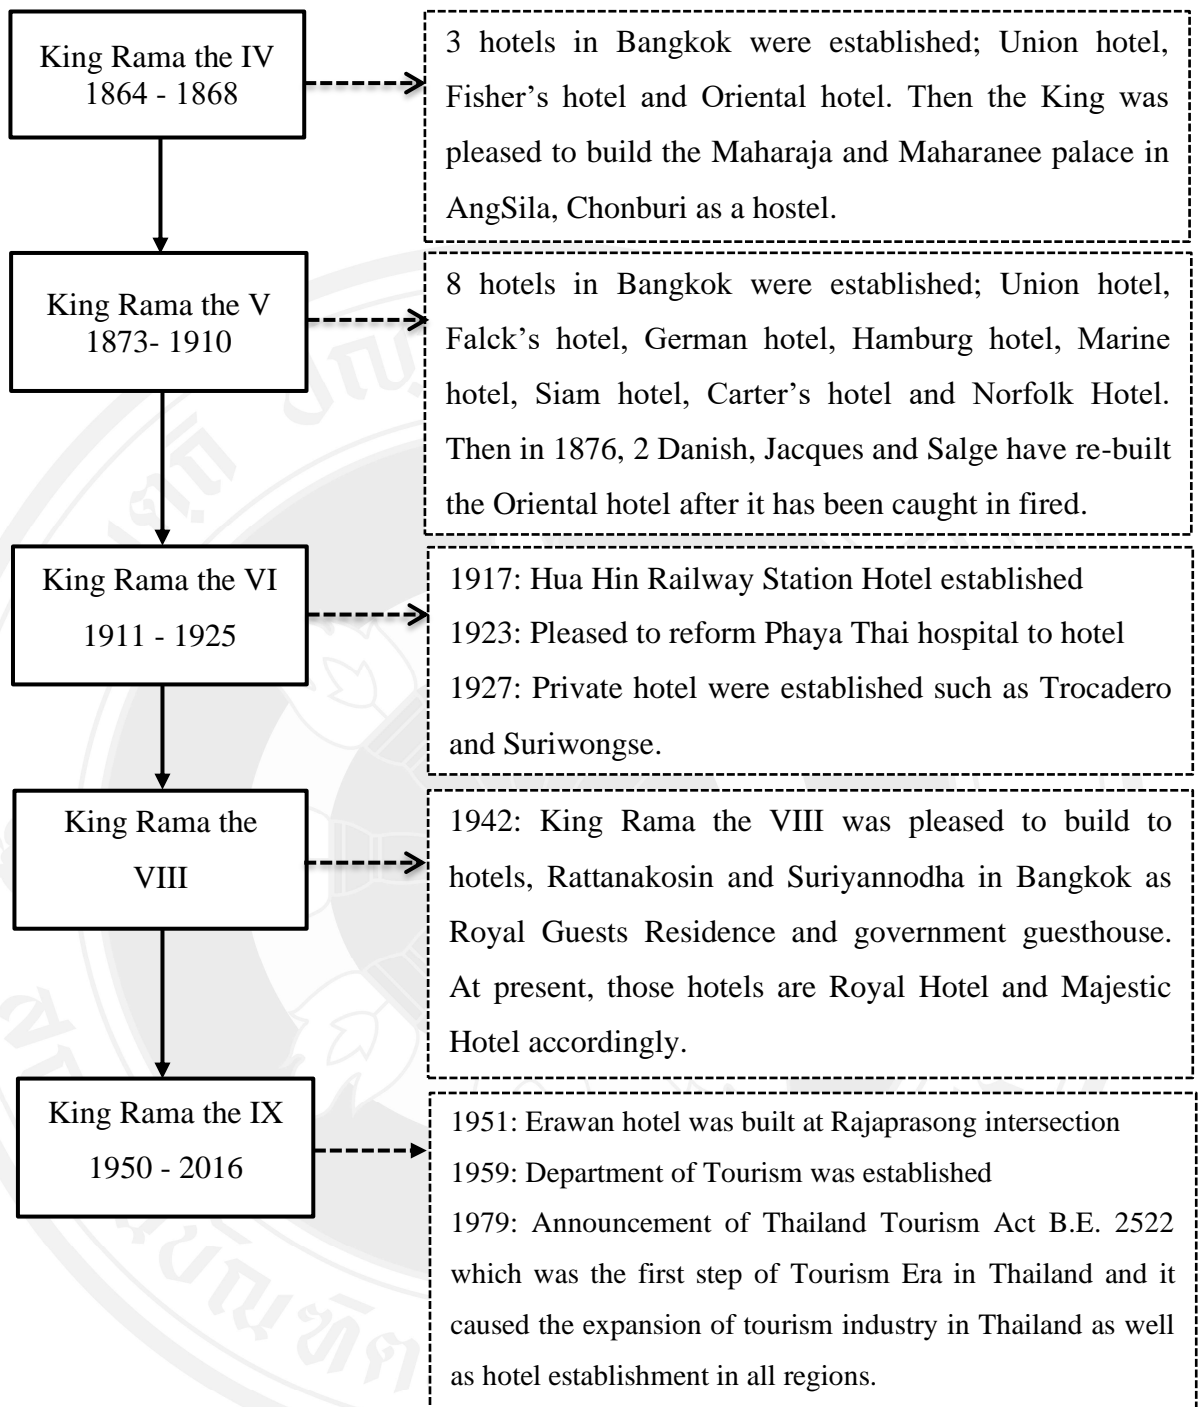 King Rama the IV
1864 - 1868
3 hotels in Bangkok were established; Union hotel,
Fisher’s hotel and Oriental hotel. Then the King was
pleased to build the Maharaja and Maharanee palace in
AngSila, Chonburi as a hostel.
King Rama the V
1873- 1910
8 hotels in Bangkok were established; Union hotel,
Falck’s hotel, German hotel, Hamburg hotel, Marine
hotel, Siam hotel, Carter’s hotel and Norfolk Hotel.
Then in 1876, 2 Danish, Jacques and Salge have re-built
the Oriental hotel after it has been caught in fired.
King Rama the VI
1911 - 1925
1917: Hua Hin Railway Station Hotel established
1923: Pleased to reform Phaya Thai hospital to hotel
1927: Private hotel were established such as Trocadero
and Suriwongse.
King Rama the
VIII
1942: King Rama the VIII was pleased to build to
hotels, Rattanakosin and Suriyannodha in Bangkok as
Royal Guests Residence and government guesthouse.
At present, those hotels are Royal Hotel and Majestic
Hotel accordingly.
King Rama the IX
1950 - 2016
1951: Erawan hotel was built at Rajaprasong intersection
1959: Department of Tourism was established
1979: Announcement of Thailand Tourism Act B.E. 2522
which was the first step of Tourism Era in Thailand and it
caused the expansion of tourism industry in Thailand as well
as hotel establishment in all regions.